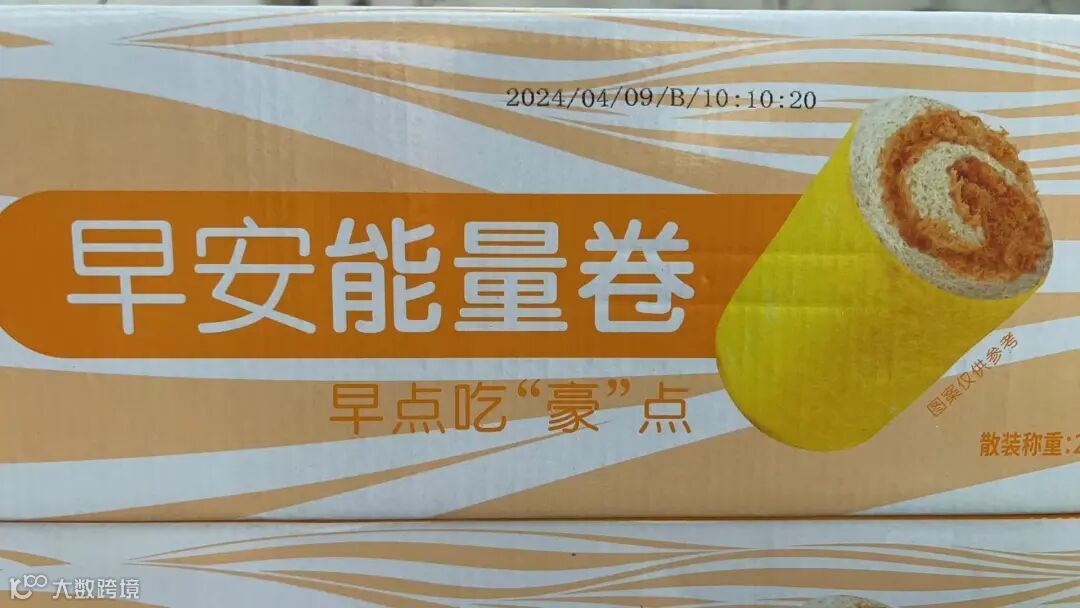 2024/04/09/B/10:10:20
早安能量卷
早点吃“豪”点
图案仅供参考
散装称重:2
大数跨境